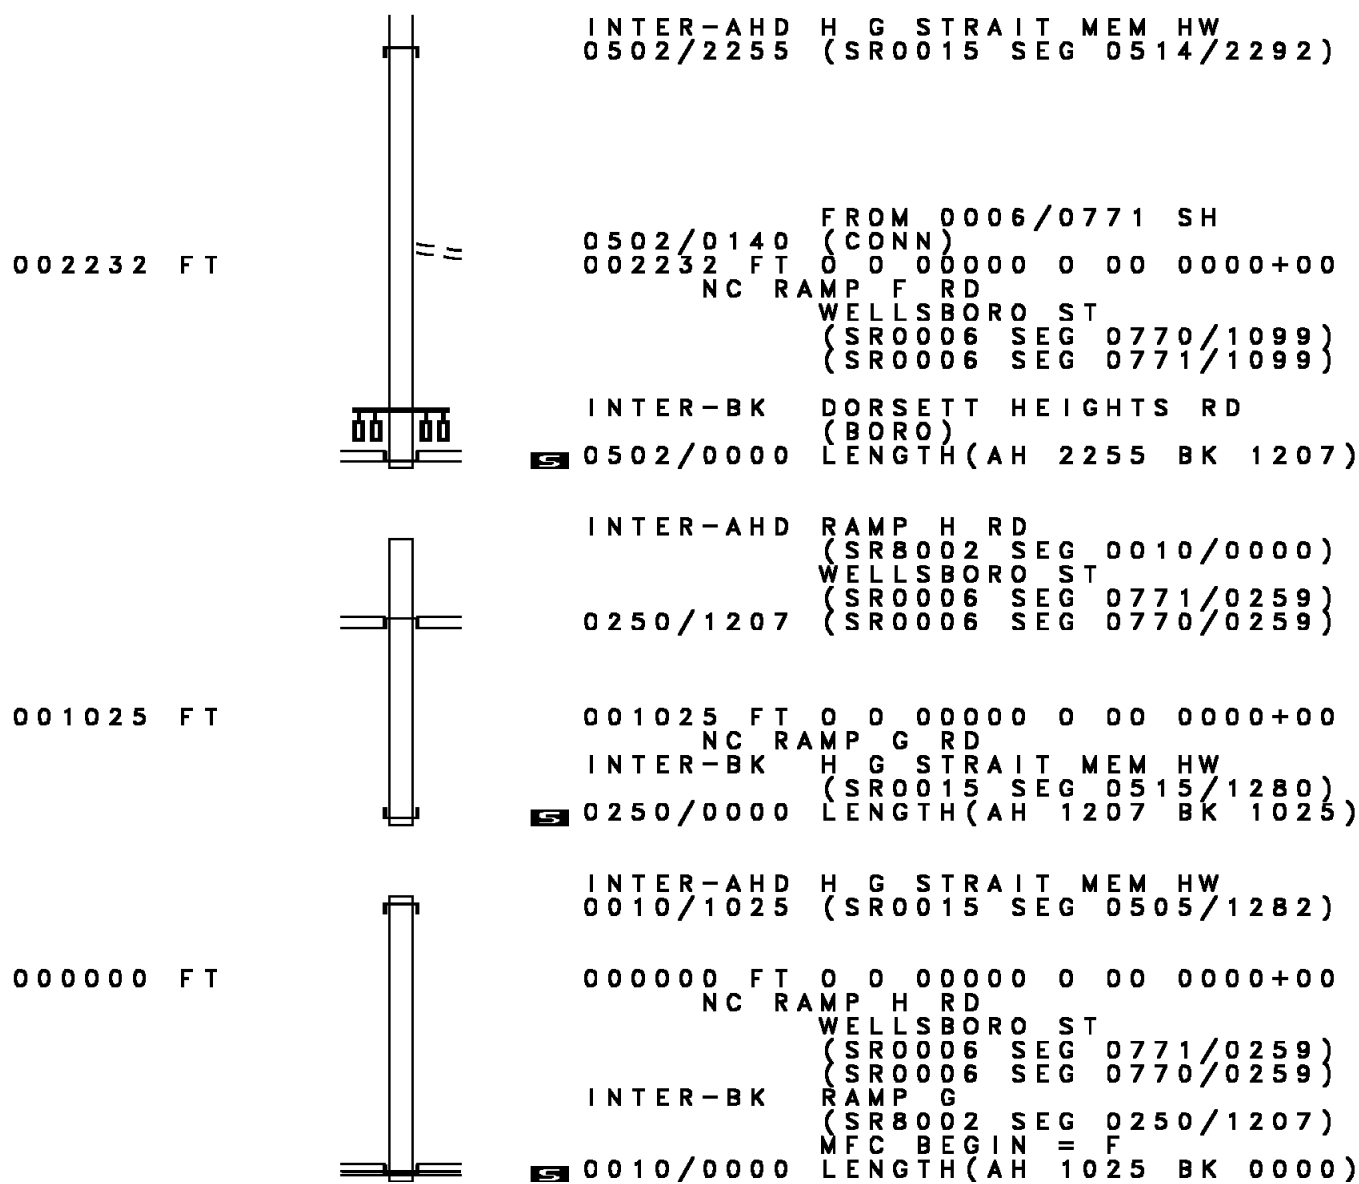 INTER-AHD H G STRAIT MEM HW
0502/2255 (SR0015 SEG 0514/2292)
FROM 0006/0771 SH
0502/0140 (CONN)
002232 FT 002232 FT 0 0 00000 0 00 0000+00
NC RAMP F RD
WELLSBORO ST
(SR0006 SEG 0770/1099)
(SR0006 SEG 0771/1099)
INTER-BK DORSETT HEIGHTS RD
(BORO)
S 0502/0000 LENGTH(AH 2255 BK 1207)
INTER-AHD RAMP H RD
(SR8002 SEG 0010/0000)
WELLSBORO ST
(SR0006 SEG 0771/0259)
0250/1207 (SR0006 SEG 0770/0259)
001025 FT 001025 FT 0 0 00000 0 00 0000+00
NC RAMP G RD
INTER-BK H G STRAIT MEM HW
(SR0015 SEG 0515/1280)
S 0250/0000 LENGTH(AH 1207 BK 1025)
INTER-AHD H G STRAIT MEM HW
0010/1025 (SR0015 SEG 0505/1282)
000000 FT 000000 FT 0 0 00000 0 00 0000+00
NC RAMP H RD
WELLSBORO ST
(SR0006 SEG 0771/0259)
(SR0006 SEG 0770/0259)
INTER-BK RAMP G
(SR8002 SEG 0250/1207)
MFC BEGIN = F
S 0010/0000 LENGTH(AH 1025 BK 0000)